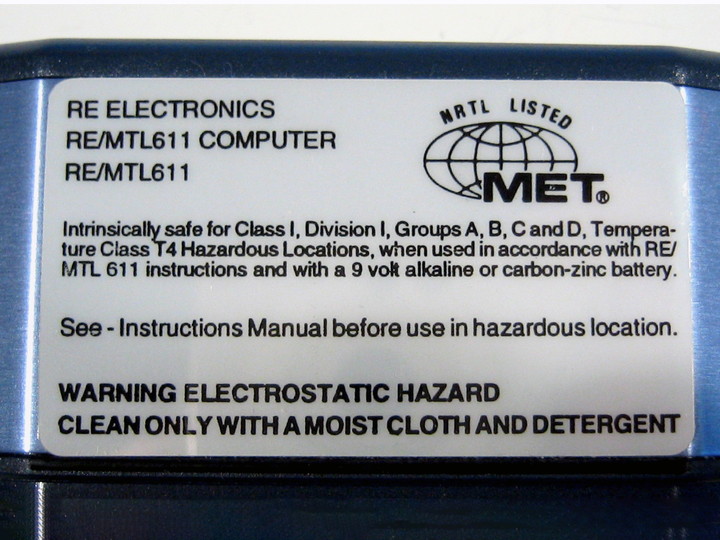 RE ELECTRONICS
RE/MTL611 COMPUTER
RE/MTL611
NRTL LISTED
MET®
Intrinsically safe for Class I, Division I, Groups A, B, C and D, Tempera-
ture Class T4 Hazardous Locations, when used in accordance with RE/
MTL 611 instructions and with a 9 volt alkaline or carbon-zinc battery.
See - Instructions Manual before use in hazardous location.
WARNING ELECTROSTATIC HAZARD
CLEAN ONLY WITH A MOIST CLOTH AND DETERGENT